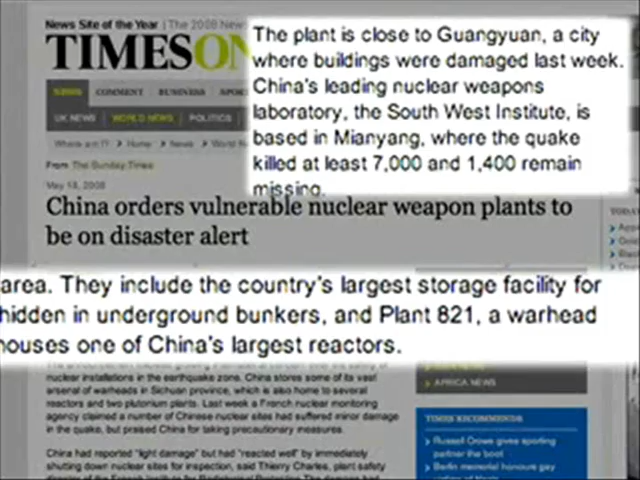 News Site of the Year | The 2008 News
TIMESON
The plant is close to Guangyuan, a city
where buildings were damaged last week.
China's leading nuclear weapons
laboratory, the South West Institute, is
based in Mianyang, where the quake
killed at least 7,000 and 1,400 remain
missing.
NEWS COMMENT BUSINESS
UK NEWS WORLD NEWS POLITICS
Where am I? Home News
From The Sunday Times
May 18, 2008
China orders vulnerable nuclear weapon plants to
be on disaster alert
area. They include the country's largest storage facility for
hidden in underground bunkers, and Plant 821, a warhead
houses one of China's largest reactors.
nuclear installations in the earthquake zone. China stores some of its vast
arsenal of warheads in Sichuan province, which is also home to several
reactors and two plutonium plants. Last week a French nuclear monitoring
agency claimed a number of Chinese nuclear sites had suffered minor damage
in the quake, but praised China for taking precautionary measures.
China had reported "light damage" but had "reacted well" by immediately
shutting down nuclear sites for inspection, said Thierry Charles, plant safety
AFRICA NEWS
TIMES RECOMMENDS
Russell Crowe gives sporting
partner the boot
Berlin memorial honours gay